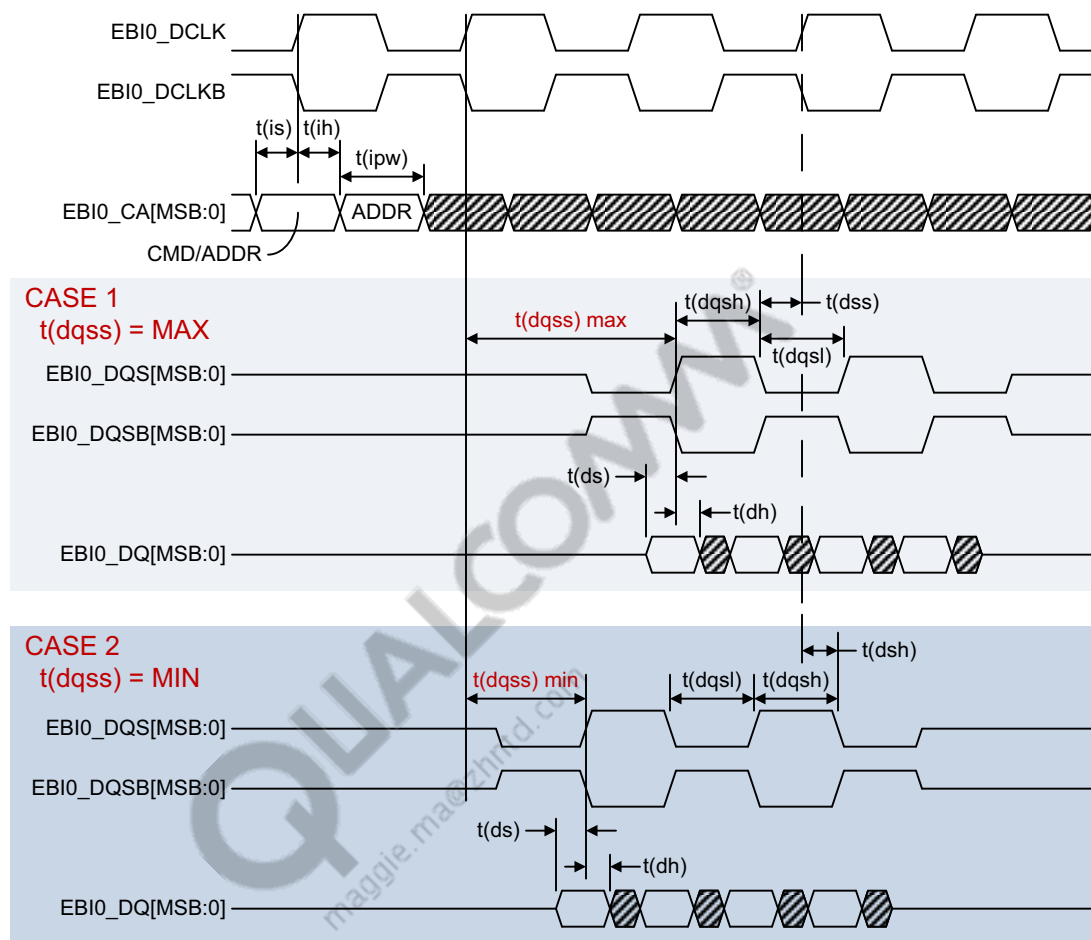 EBI0_DCLK
EBI0_DCLKB
t(is)
t(ih)
t(ipw)
EBI0_CA[MSB:0]
ADDR
CMD/ADDR
CASE 1
t(dqss) = MAX
t(dqss) max
t(dqsh)
t(dss)
t(dqsl)
EBI0_DQS[MSB:0]
EBI0_DQSB[MSB:0]
t(ds)
t(dh)
EBI0_DQ[MSB:0]
CASE 2
t(dqss) = MIN
t(dqss) min
t(dqsl)
t(dqsh)
t(dsh)
EBI0_DQS[MSB:0]
EBI0_DQSB[MSB:0]
t(ds)
t(dh)
EBI0_DQ[MSB:0]
QUALCOMM®
maggie.ma@zhntd.com